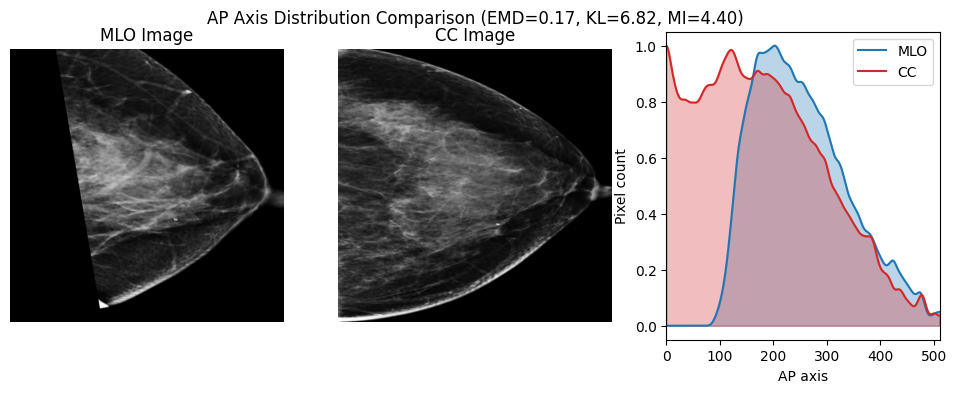 AP Axis Distribution Comparison (EMD=0.17, KL=6.82, MI=4.40)
MLO Image
CC Image
MLO
CC
Pixel count
1.0
0.8
0.6
0.4
0.2
0.0
0 100 200 300 400 500
AP axis